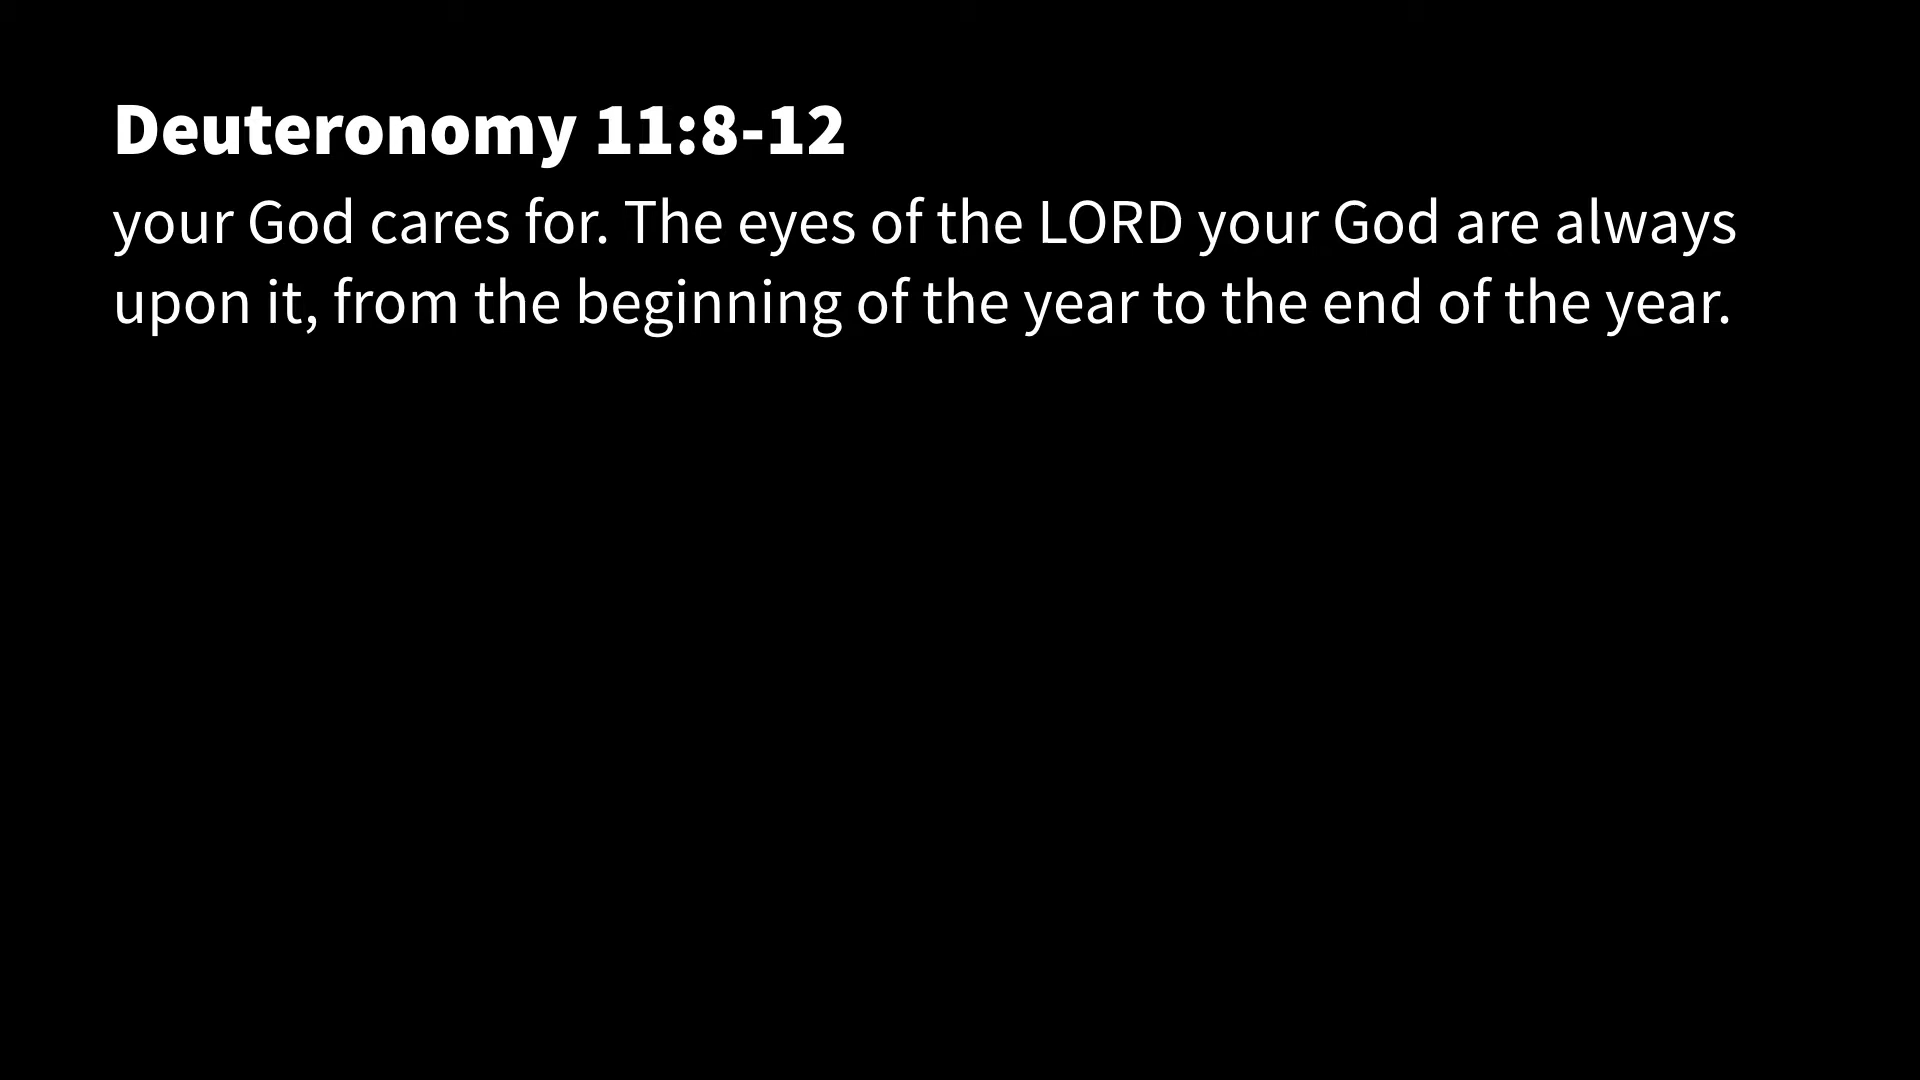 Deuteronomy 11:8-12
your God cares for. The eyes of the LORD your God are always
upon it, from the beginning of the year to the end of the year.